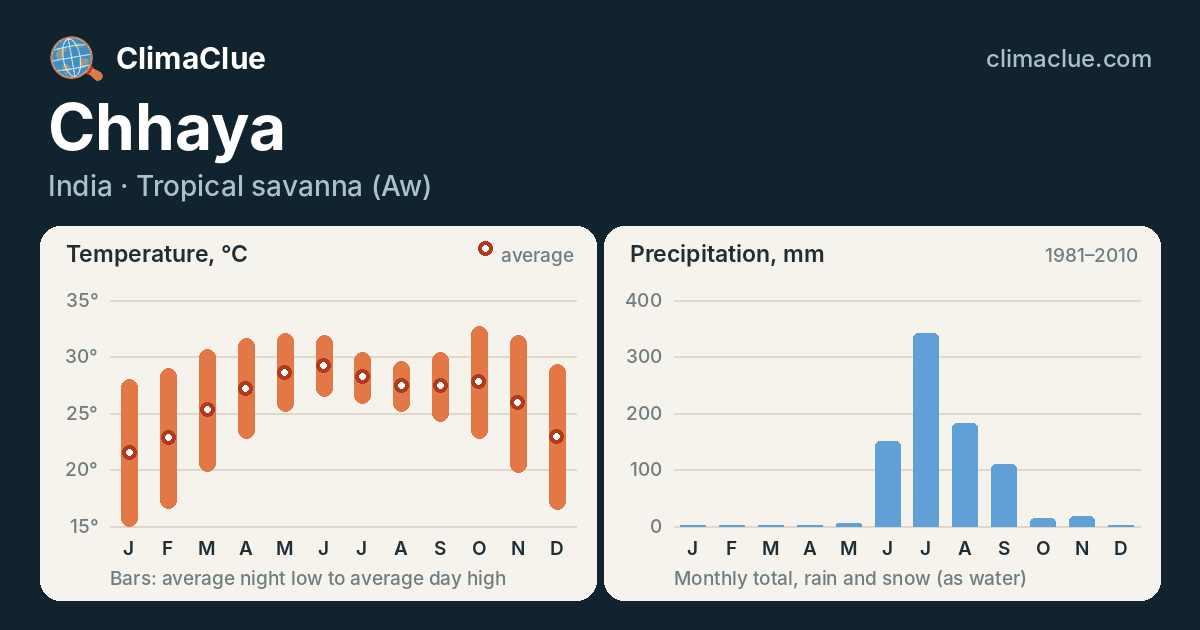 ClimaClue
climaclue.com
Chhaya
India · Tropical savanna (Aw)
Temperature, °C
average
35°
30°
25°
20°
15°
J F M A M J J A S O N D
Bars: average night low to average day high
Precipitation, mm
1981–2010
400
300
200
100
0
J F M A M J J A S O N D
Monthly total, rain and snow (as water)